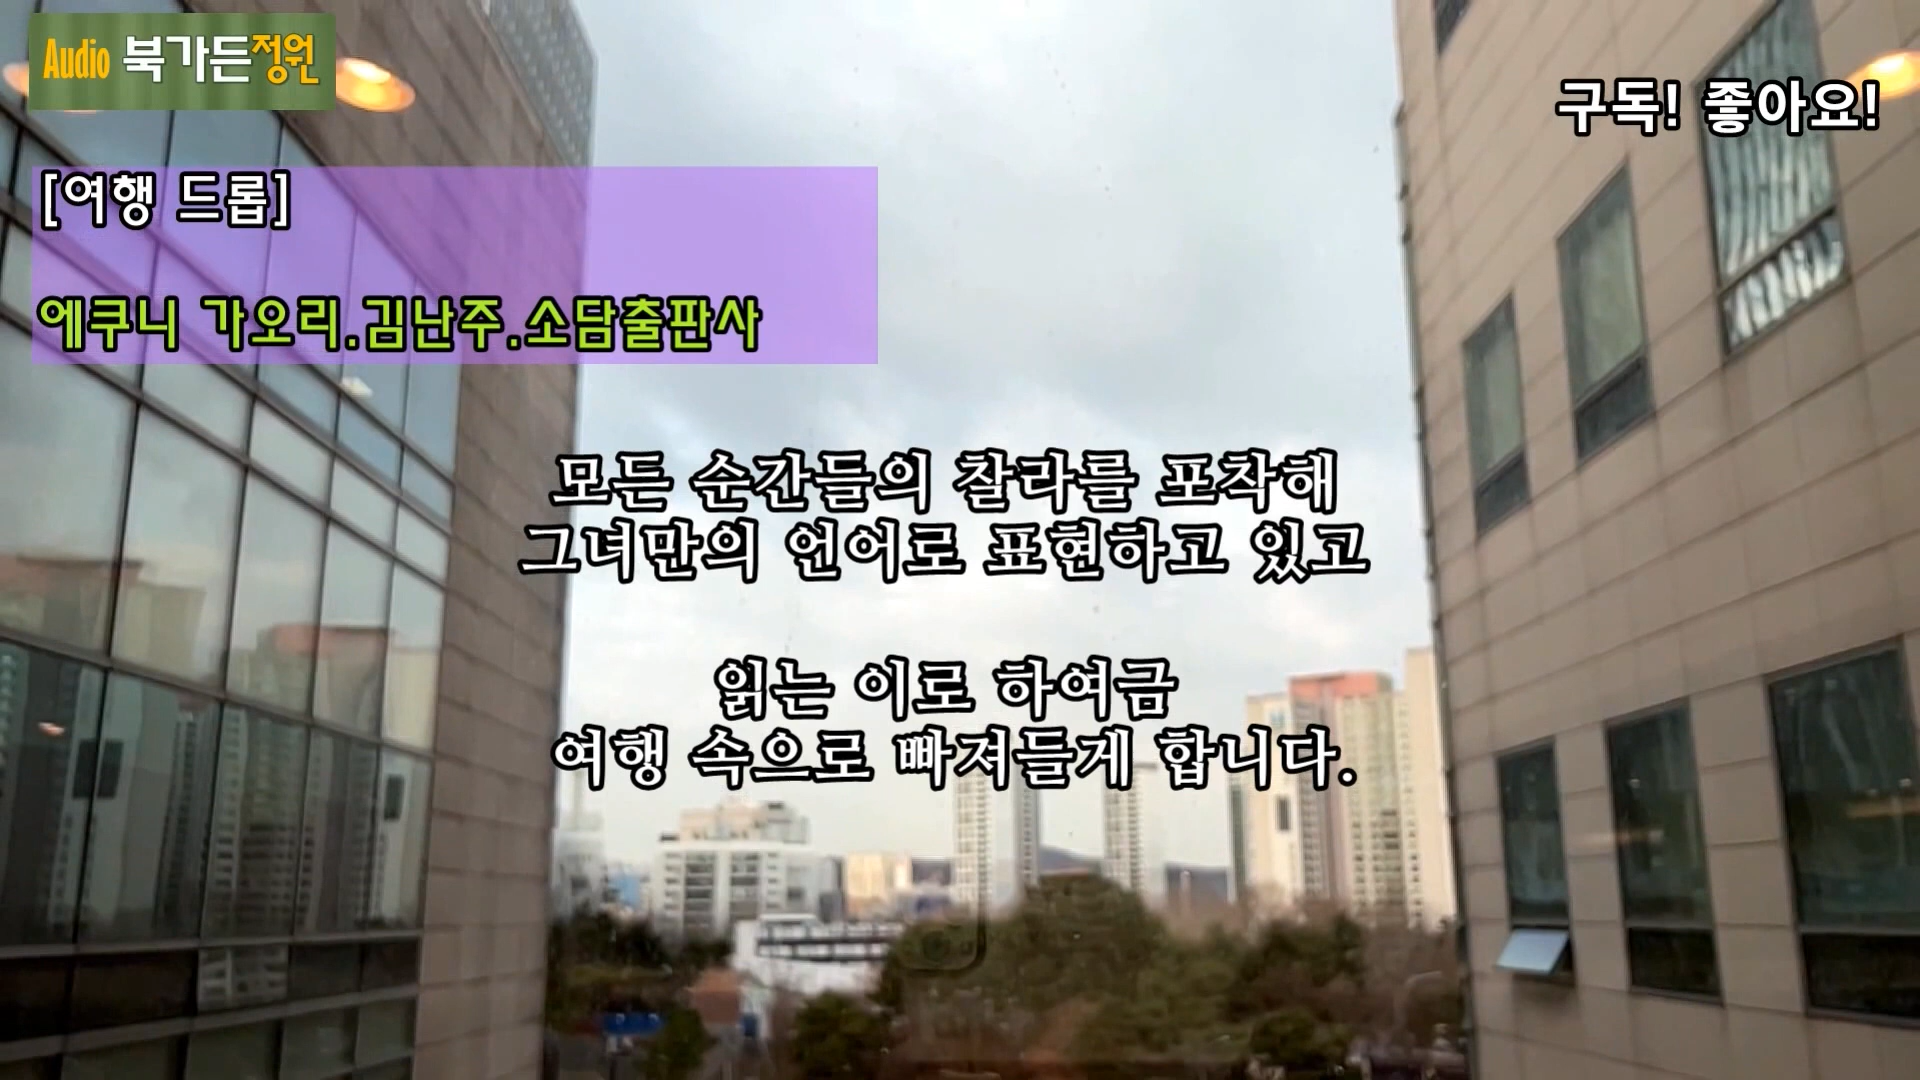 Audio 북가든정원
구독! 좋아요!
[여행 드롭]
에쿠니 가오리.김난주.소담출판사
모든 순간들의 찰라를 포착해
그녀만의 언어로 표현하고 있고
읽는 이로 하여금
여행 속으로 빠져들게 합니다.